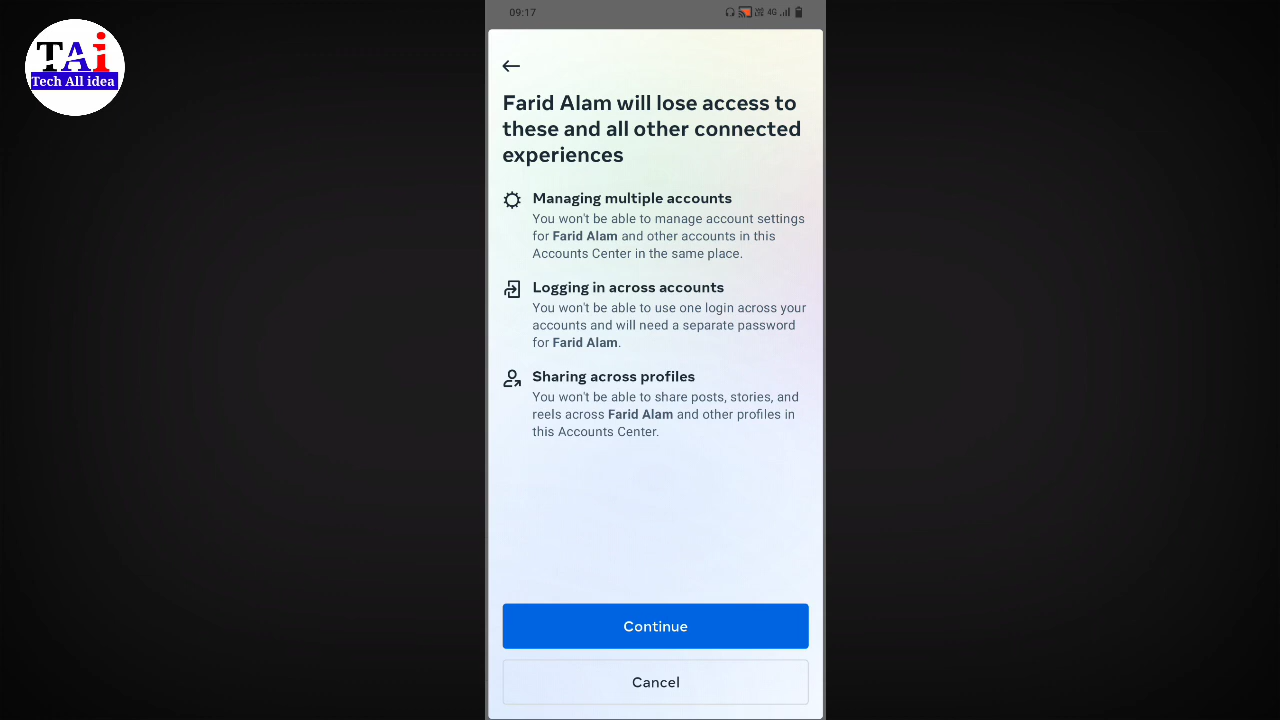 TAi
Tech All idea
09:17
4G
Farid Alam will lose access to
these and all other connected
experiences
Managing multiple accounts
You won't be able to manage account settings
for Farid Alam and other accounts in this
Accounts Center in the same place.
Logging in across accounts
You won't be able to use one login across your
accounts and will need a separate password
for Farid Alam.
Sharing across profiles
You won't be able to share posts, stories, and
reels across Farid Alam and other profiles in
this Accounts Center.
Continue
Cancel